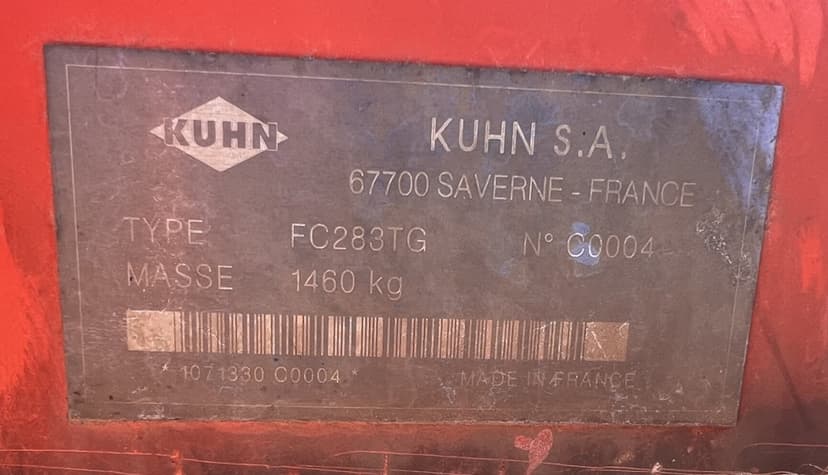 KUHN
KUHN S.A.
67700 SAVERNE - FRANCE
TYPE FC283TG N° C0004
MASSE 1460 kg
* 1071330 C0004 * MADE IN FRANCE